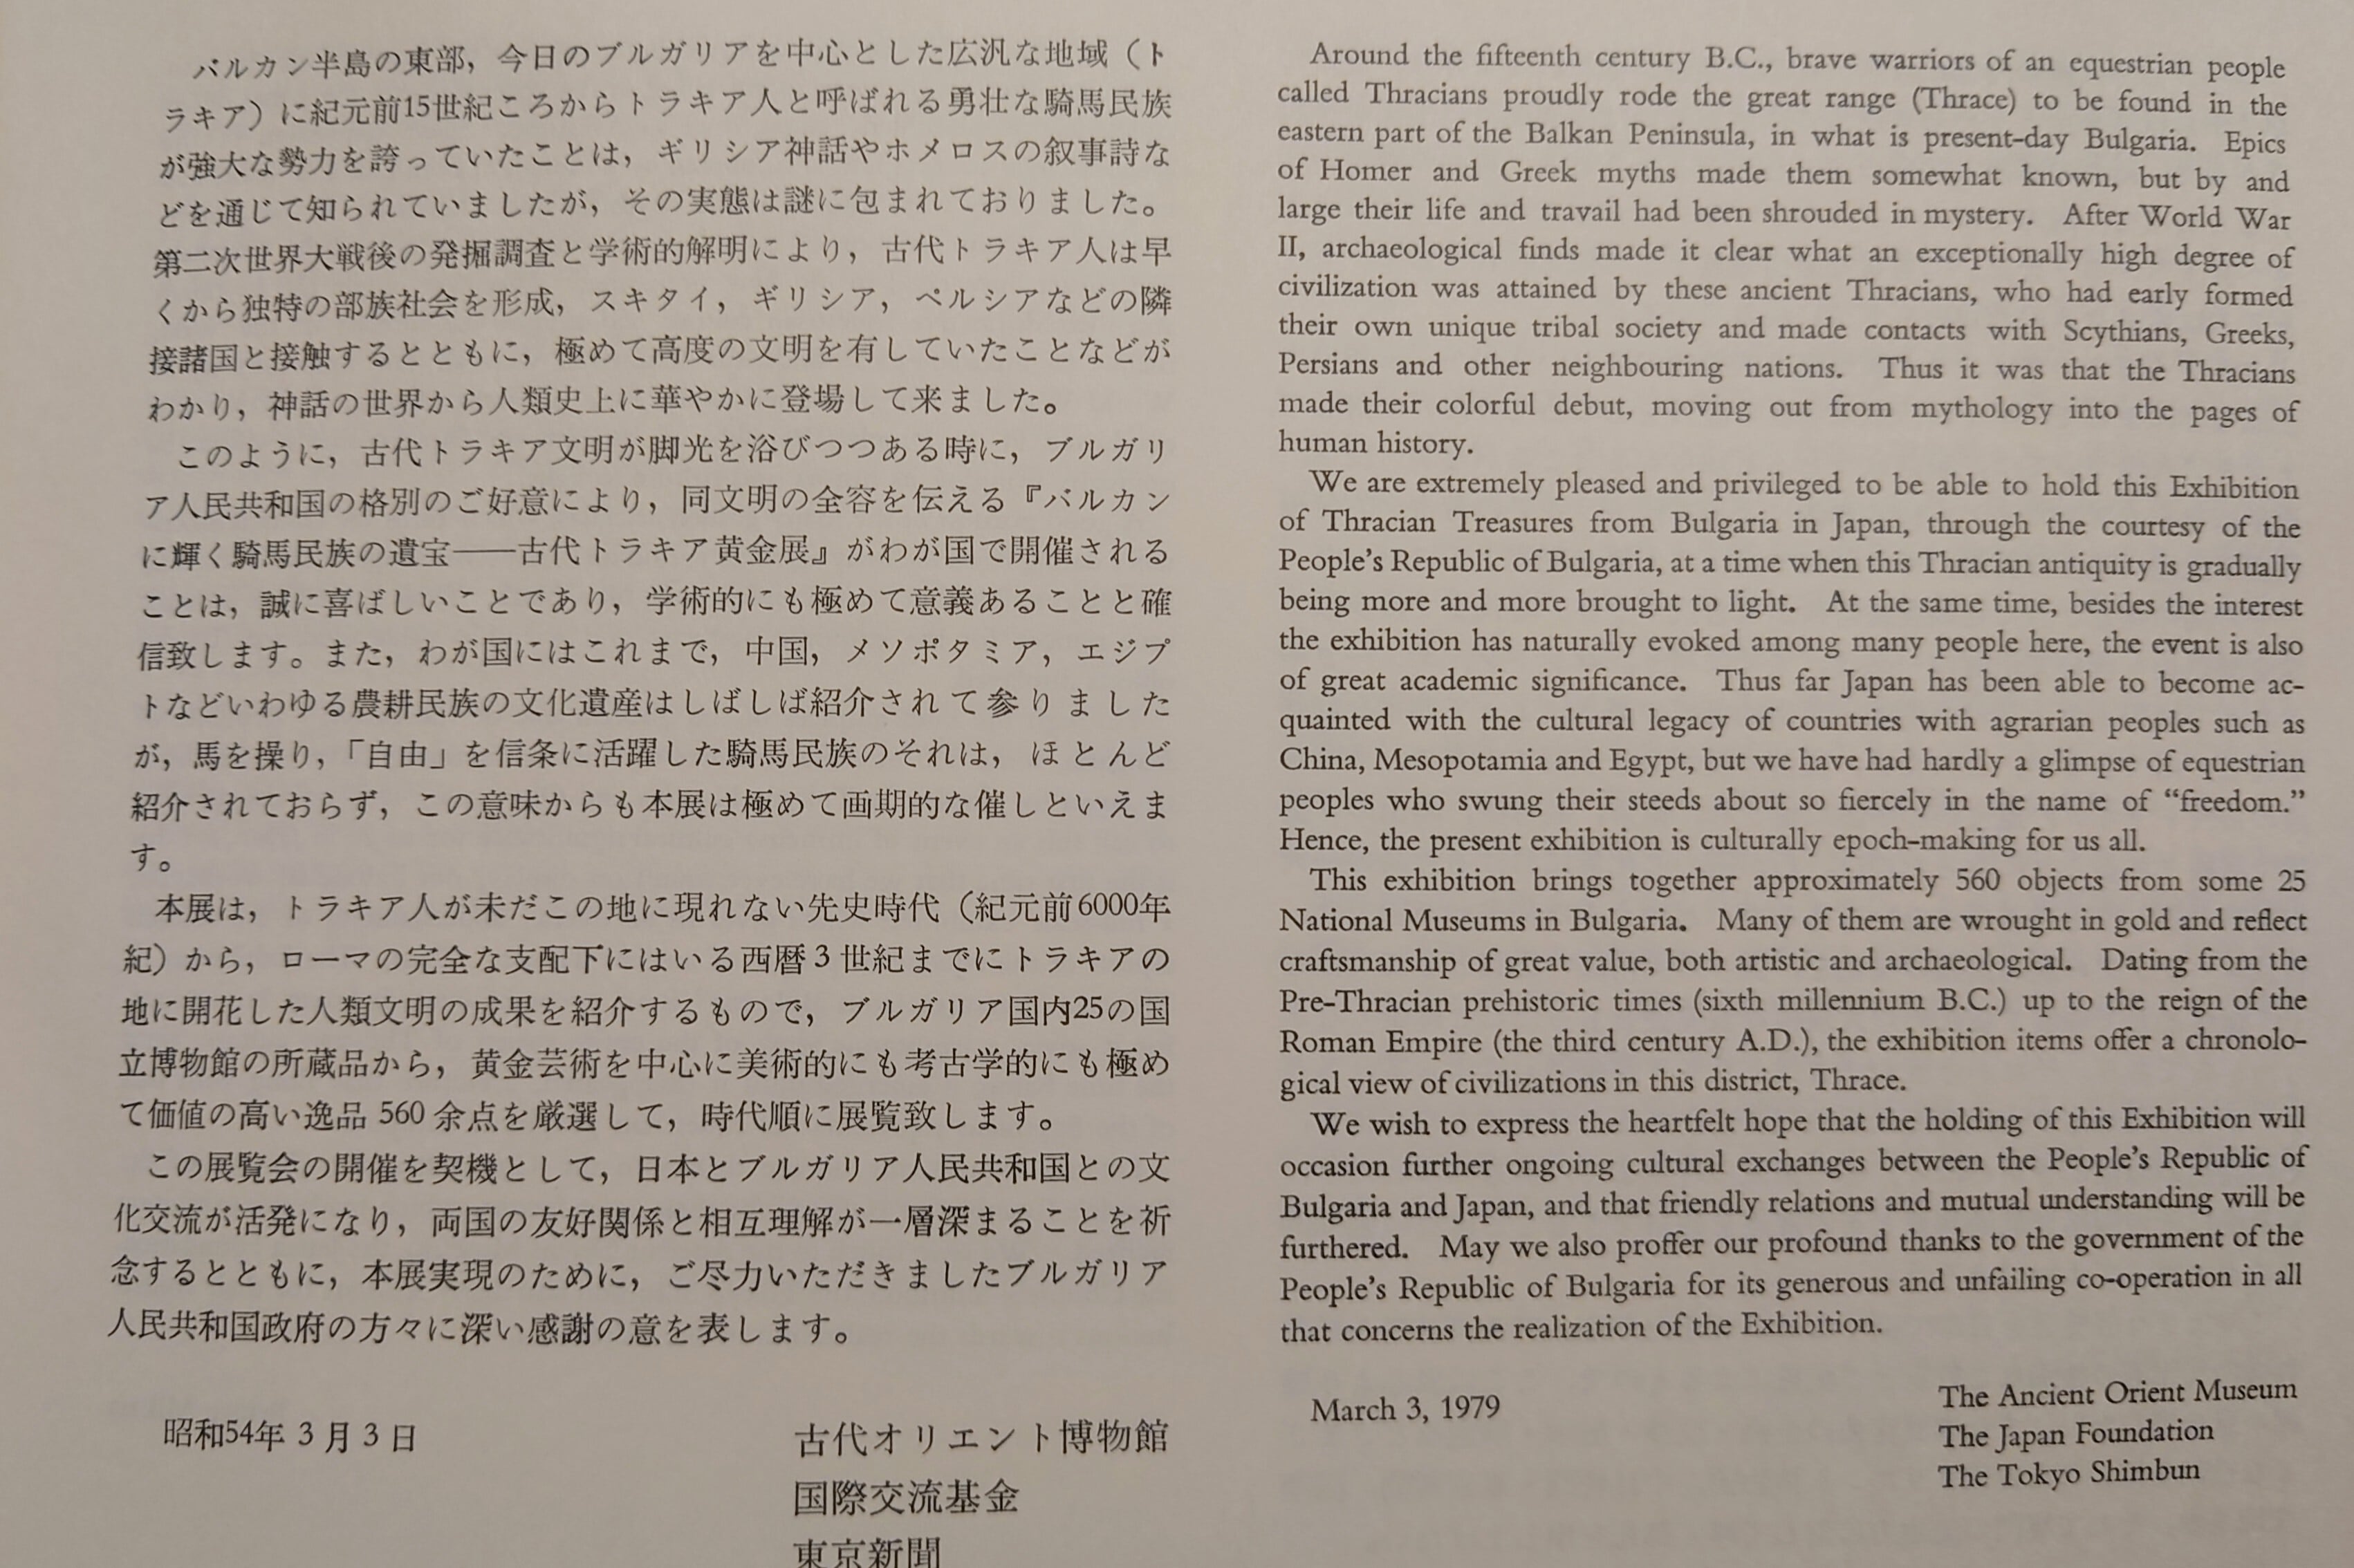 バルカン半島の東部，今日のブルガリアを中心とした広汎な地域（ト
ラキア）に紀元前15世紀ころからトラキア人と呼ばれる勇壮な騎馬民族
が強大な勢力を誇っていたことは，ギリシア神話やホメロスの叙事詩な
どを通じて知られていましたが，その実態は謎に包まれておりました。
第二次世界大戦後の発掘調査と学術的解明により，古代トラキア人は早
くから独特の部族社会を形成，スキタイ，ギリシア，ペルシアなどの隣
接諸国と接触するとともに，極めて高度の文明を有していたことなどが
わかり，神話の世界から人類史上に華やかに登場して来ました。
このように，古代トラキア文明が脚光を浴びつつある時に，ブルガリ
ア人民共和国の格別のご好意により，同文明の全容を伝える『バルカン
に輝く騎馬民族の遺宝――古代トラキア黄金展』がわが国で開催される
ことは，誠に喜ばしいことであり，学術的にも極めて意義あることと確
信致します。また，わが国にはこれまで，中国，メソポタミア，エジプ
トなどいわゆる農耕民族の文化遺産はしばしば紹介されて参りました
が，馬を操り，「自由」を信条に活躍した騎馬民族のそれは，ほとんど
紹介されておらず，この意味からも本展は極めて画期的な催しといえま
す。
本展は，トラキア人が未だこの地に現れない先史時代（紀元前6000年
紀）から，ローマの完全な支配下にはいる西暦3世紀までにトラキアの
地に開花した人類文明の成果を紹介するもので，ブルガリア国内25の国
立博物館の所蔵品から，黄金芸術を中心に美術的にも考古学的にも極め
て価値の高い逸品560余点を厳選して，時代順に展覧致します。
この展覧会の開催を契機として，日本とブルガリア人民共和国との文
化交流が活発になり，両国の友好関係と相互理解が一層深まることを祈
念するとともに，本展実現のために，ご尽力いただきましたブルガリア
人民共和国政府の方々に深い感謝の意を表します。
昭和54年3月3日
古代オリエント博物館
国際交流基金
東京新聞
Around the fifteenth century B.C., brave warriors of an equestrian people
called Thracians proudly rode the great range (Thrace) to be found in the
eastern part of the Balkan Peninsula, in what is present-day Bulgaria. Epics
of Homer and Greek myths made them somewhat known, but by and
large their life and travail had been shrouded in mystery. After World War
II, archaeological finds made it clear what an exceptionally high degree of
civilization was attained by these ancient Thracians, who had early formed
their own unique tribal society and made contacts with Scythians, Greeks,
Persians and other neighbouring nations. Thus it was that the Thracians
made their colorful debut, moving out from mythology into the pages of
human history.
We are extremely pleased and privileged to be able to hold this Exhibition
of Thracian Treasures from Bulgaria in Japan, through the courtesy of the
People's Republic of Bulgaria, at a time when this Thracian antiquity is gradually
being more and more brought to light. At the same time, besides the interest
the exhibition has naturally evoked among many people here, the event is also
of great academic significance. Thus far Japan has been able to become ac-
quainted with the cultural legacy of countries with agrarian peoples such as
China, Mesopotamia and Egypt, but we have had hardly a glimpse of equestrian
peoples who swung their steeds about so fiercely in the name of “freedom.”
Hence, the present exhibition is culturally epoch-making for us all.
This exhibition brings together approximately 560 objects from some 25
National Museums in Bulgaria. Many of them are wrought in gold and reflect
craftsmanship of great value, both artistic and archaeological. Dating from the
Pre-Thracian prehistoric times (sixth millennium B.C.) up to the reign of the
Roman Empire (the third century A.D.), the exhibition items offer a chronolo-
gical view of civilizations in this district, Thrace.
We wish to express the heartfelt hope that the holding of this Exhibition will
occasion further ongoing cultural exchanges between the People's Republic of
Bulgaria and Japan, and that friendly relations and mutual understanding will be
furthered. May we also proffer our profound thanks to the government of the
People's Republic of Bulgaria for its generous and unfailing co-operation in all
that concerns the realization of the Exhibition.
March 3, 1979
The Ancient Orient Museum
The Japan Foundation
The Tokyo Shimbun